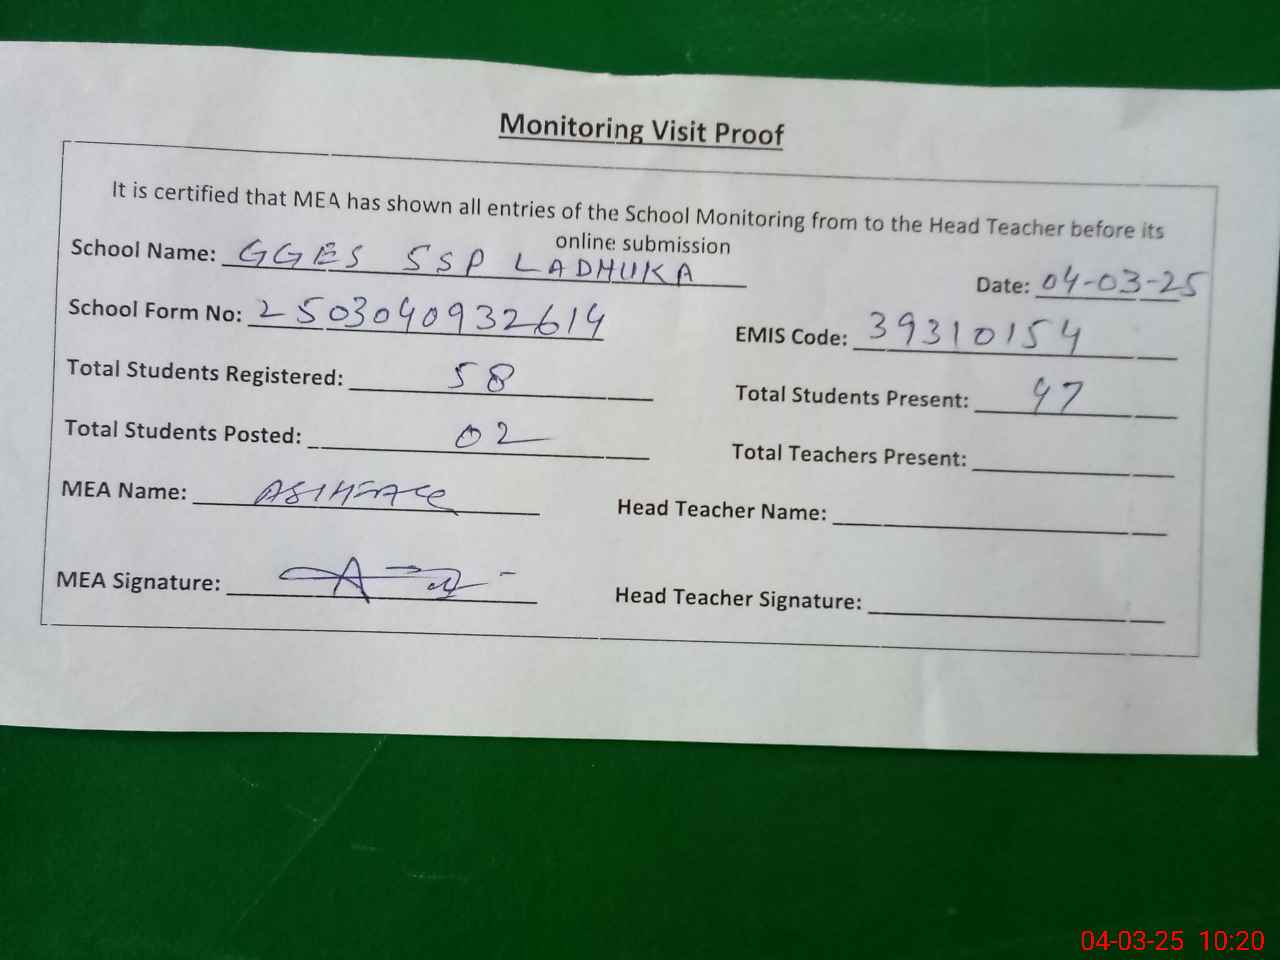 Monitoring Visit Proof
It is certified that MEA has shown all entries of the School Monitoring from to the Head Teacher before its
online submission
School Name: GGES SSP LADHUKA
Date: 04-03-25
School Form No: 2503040932614
EMIS Code: 39310154
Total Students Registered: 58
Total Students Present: 47
Total Students Posted: 02
Total Teachers Present:
MEA Name:
Head Teacher Name:
MEA Signature:
Head Teacher Signature:
04-03-25 10:20